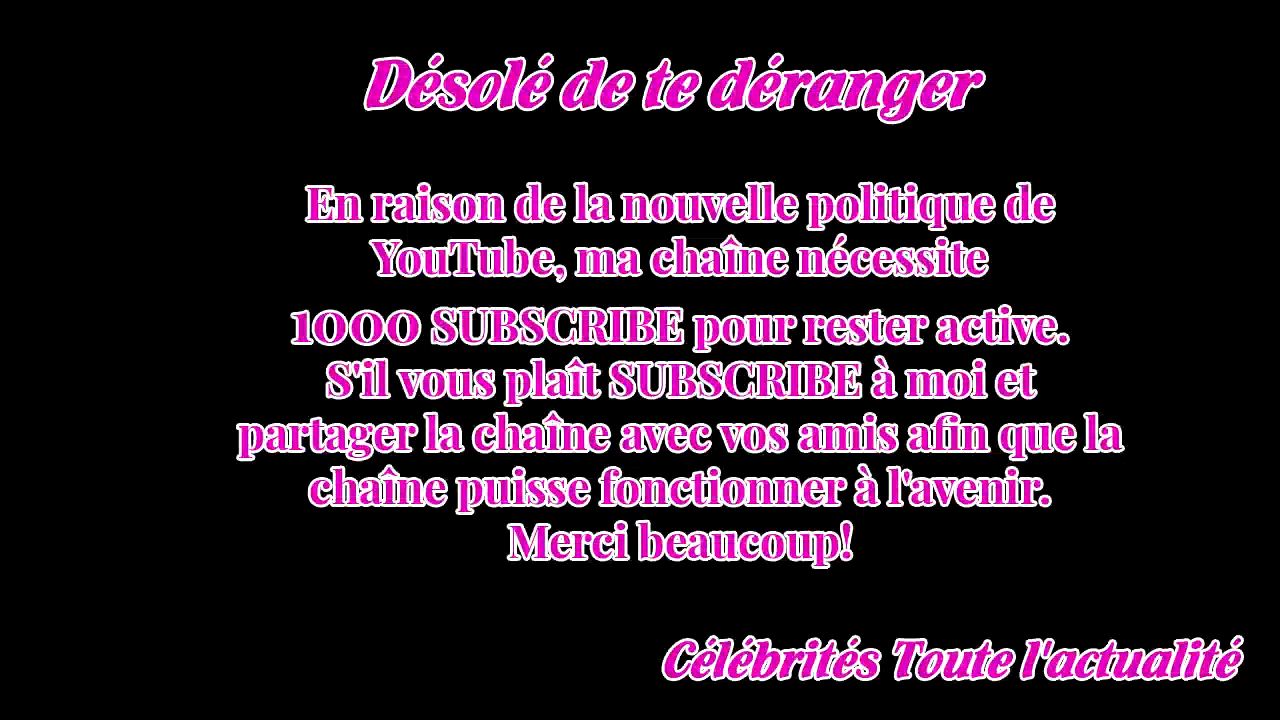 Désolé de te déranger
En raison de la nouvelle politique de
YouTube, ma chaîne nécessite
1000 SUBSCRIBE pour rester active.
S'il vous plaît SUBSCRIBE à moi et
partager la chaîne avec vos amis afin que la
chaîne puisse fonctionner à l'avenir.
Merci beaucoup!
Célébrités Toute l'actualité